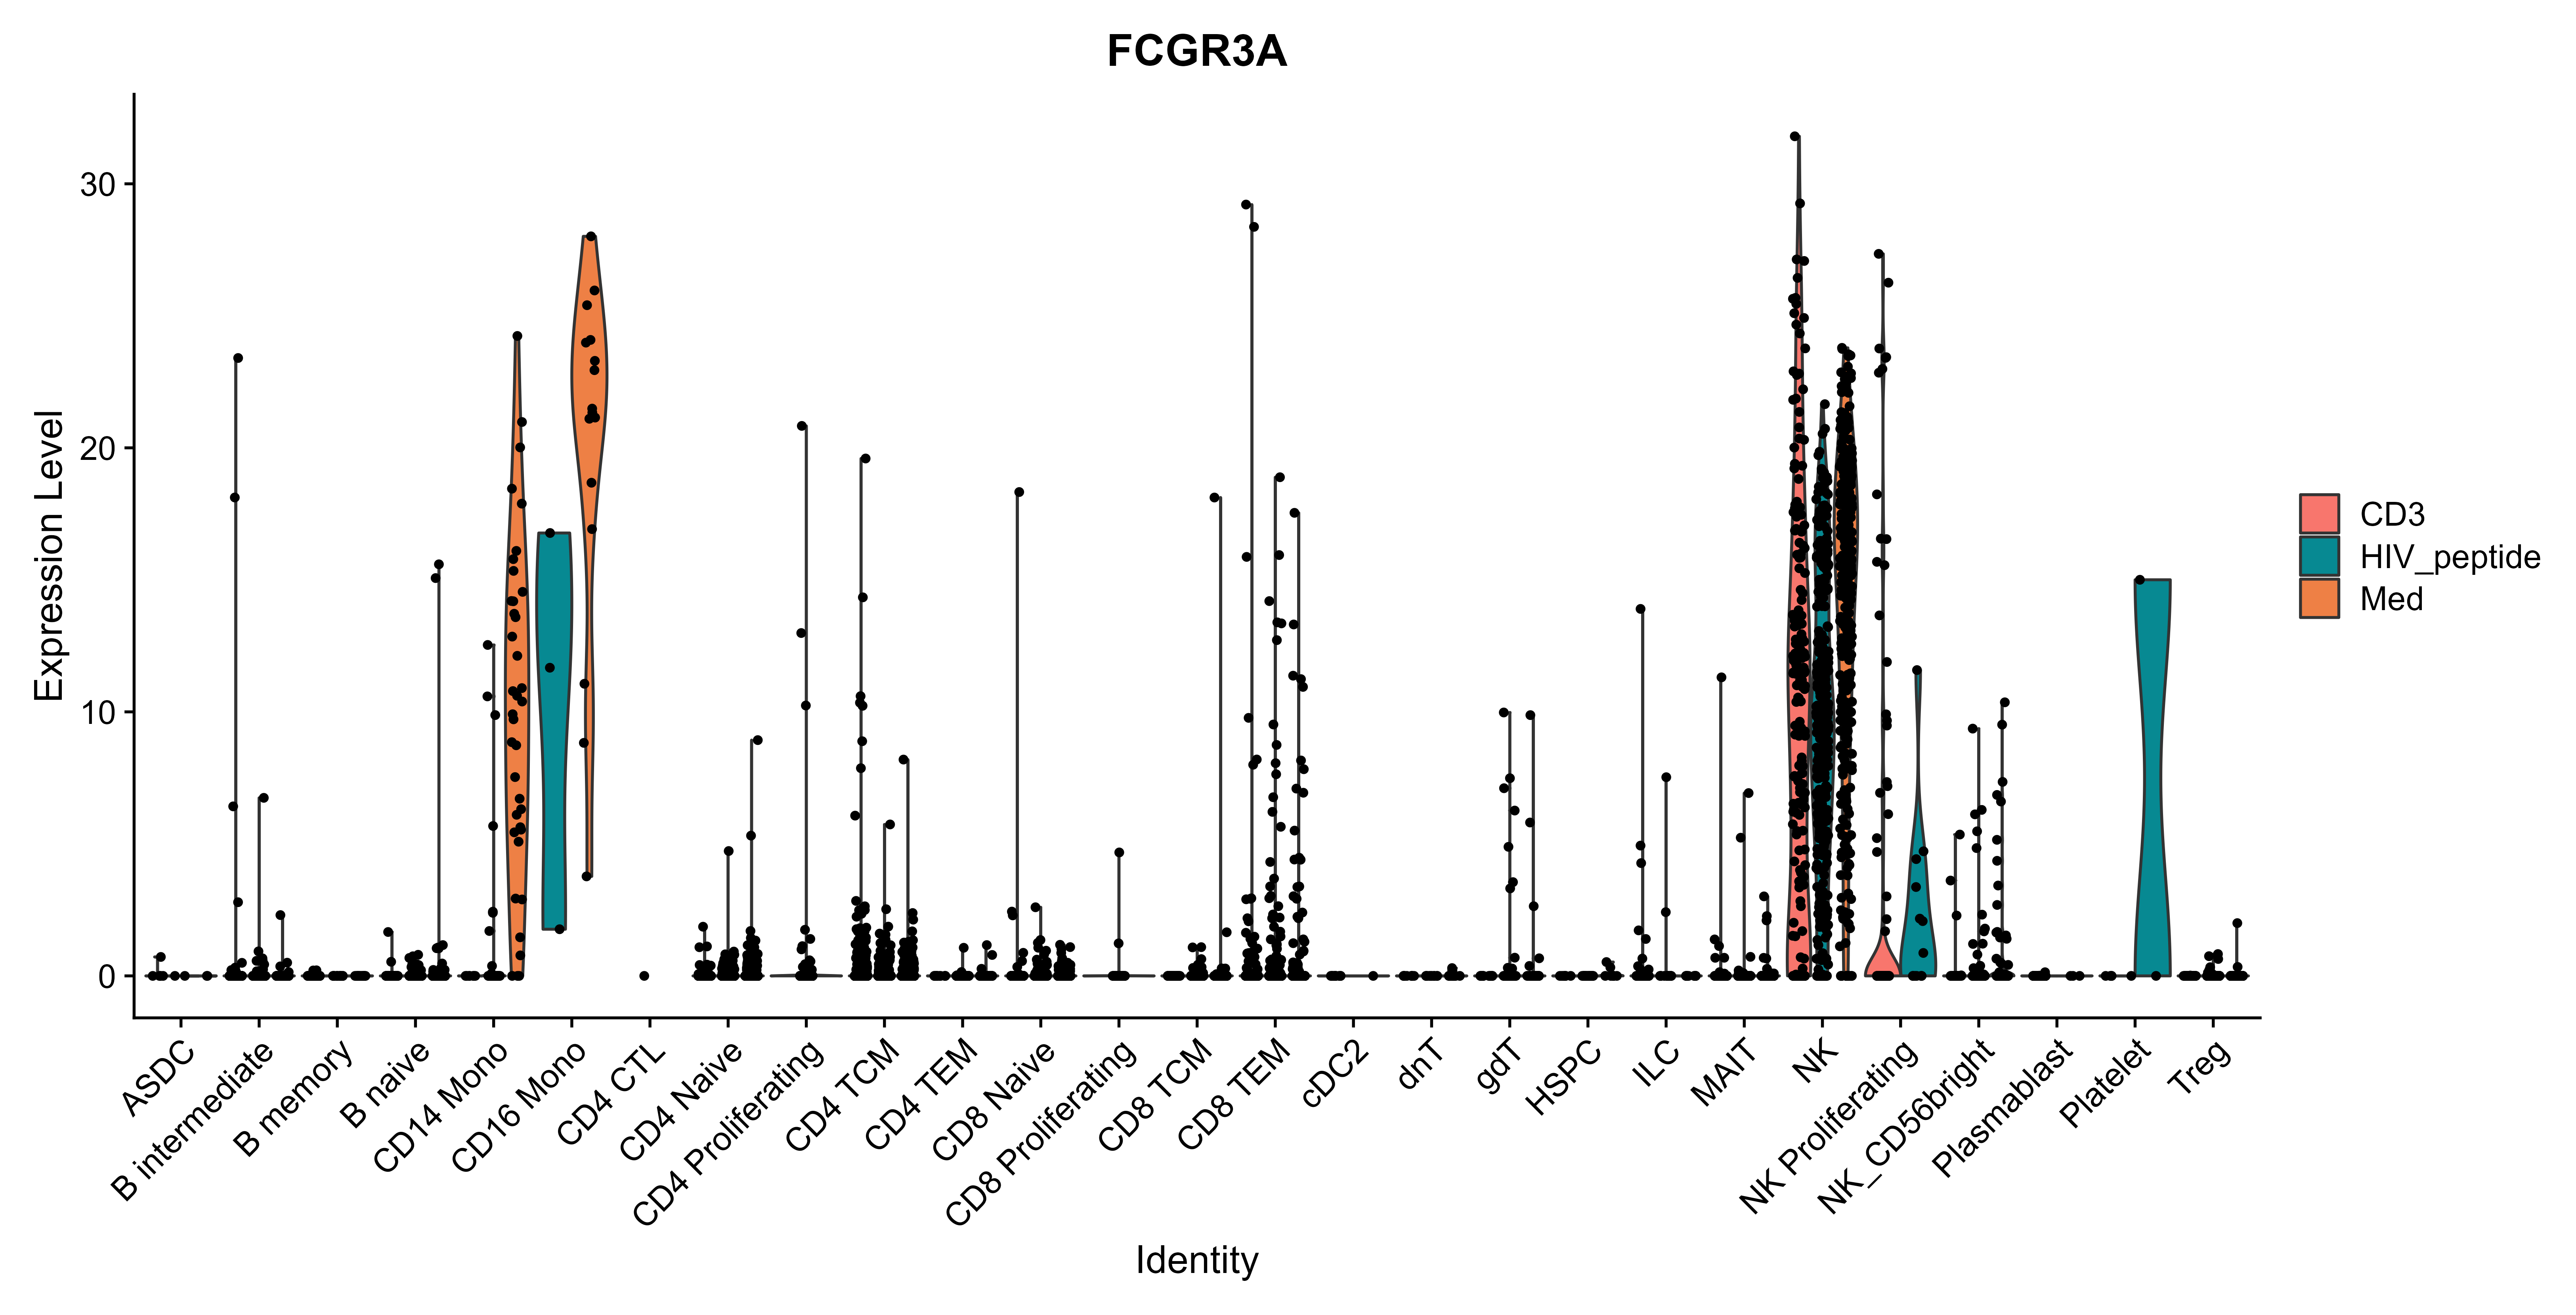 FCGR3A
Expression Level
30
20
10
0
ASDC
B intermediate
B memory
B naive
CD14 Mono
CD16 Mono
CD4 CTL
CD4 Naive
CD4 Proliferating
CD4 TCM
CD4 TEM
CD8 Naive
CD8 Proliferating
CD8 TCM
CD8 TEM
cDC2
dnT
gdT
HSPC
ILC
MAIT
NK
NK Proliferating
NK_CD56bright
Plasmablast
Platelet
Treg
Identity
CD3
HIV_peptide
Med